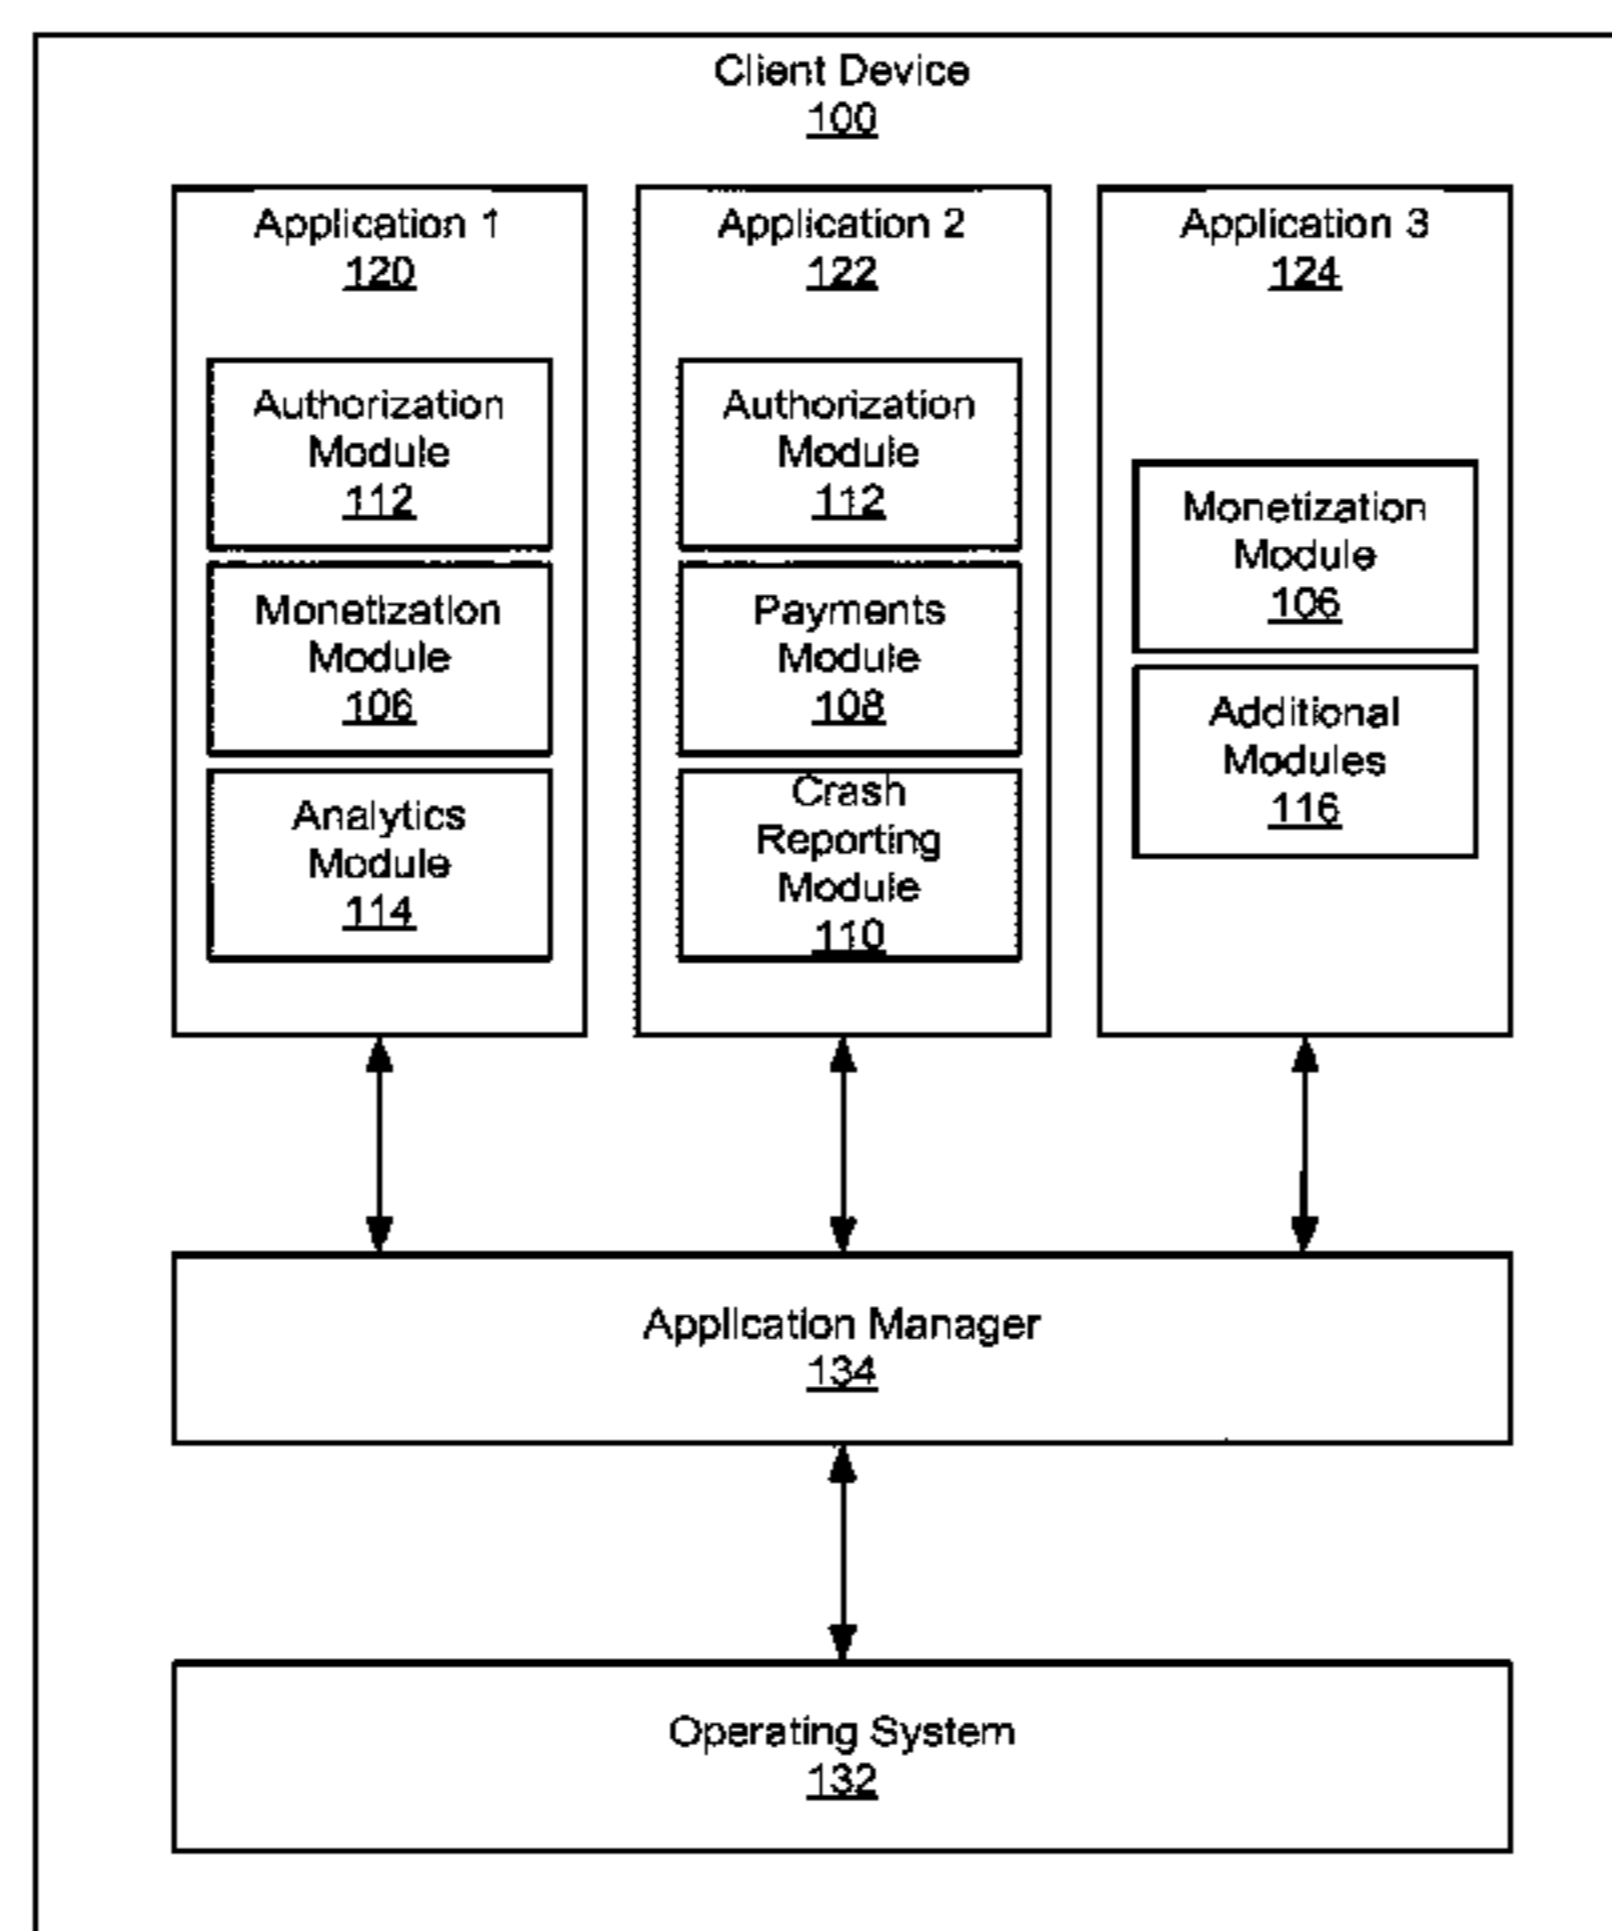 Client Device
100
Application 1
120
Authorization
Module
112
Monetization
Module
106
Analytics
Module
114
Application 2
122
Authorization
Module
112
Payments
Module
108
Crash
Reporting
Module
110
Application 3
124
Monetization
Module
106
Additional
Modules
116
Application Manager
134
Operating System
132